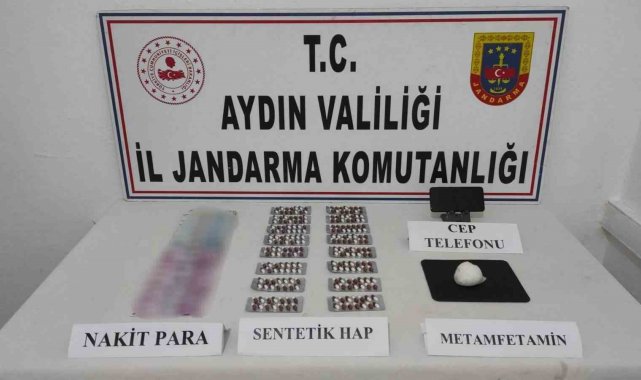 T.C.
AYDIN VALİLİĞİ
İL JANDARMA KOMUTANLIĞI
JANDARMA
CEP
TELEFONU
NAKİT PARA
SENTETİK HAP
METAMFETAMİN